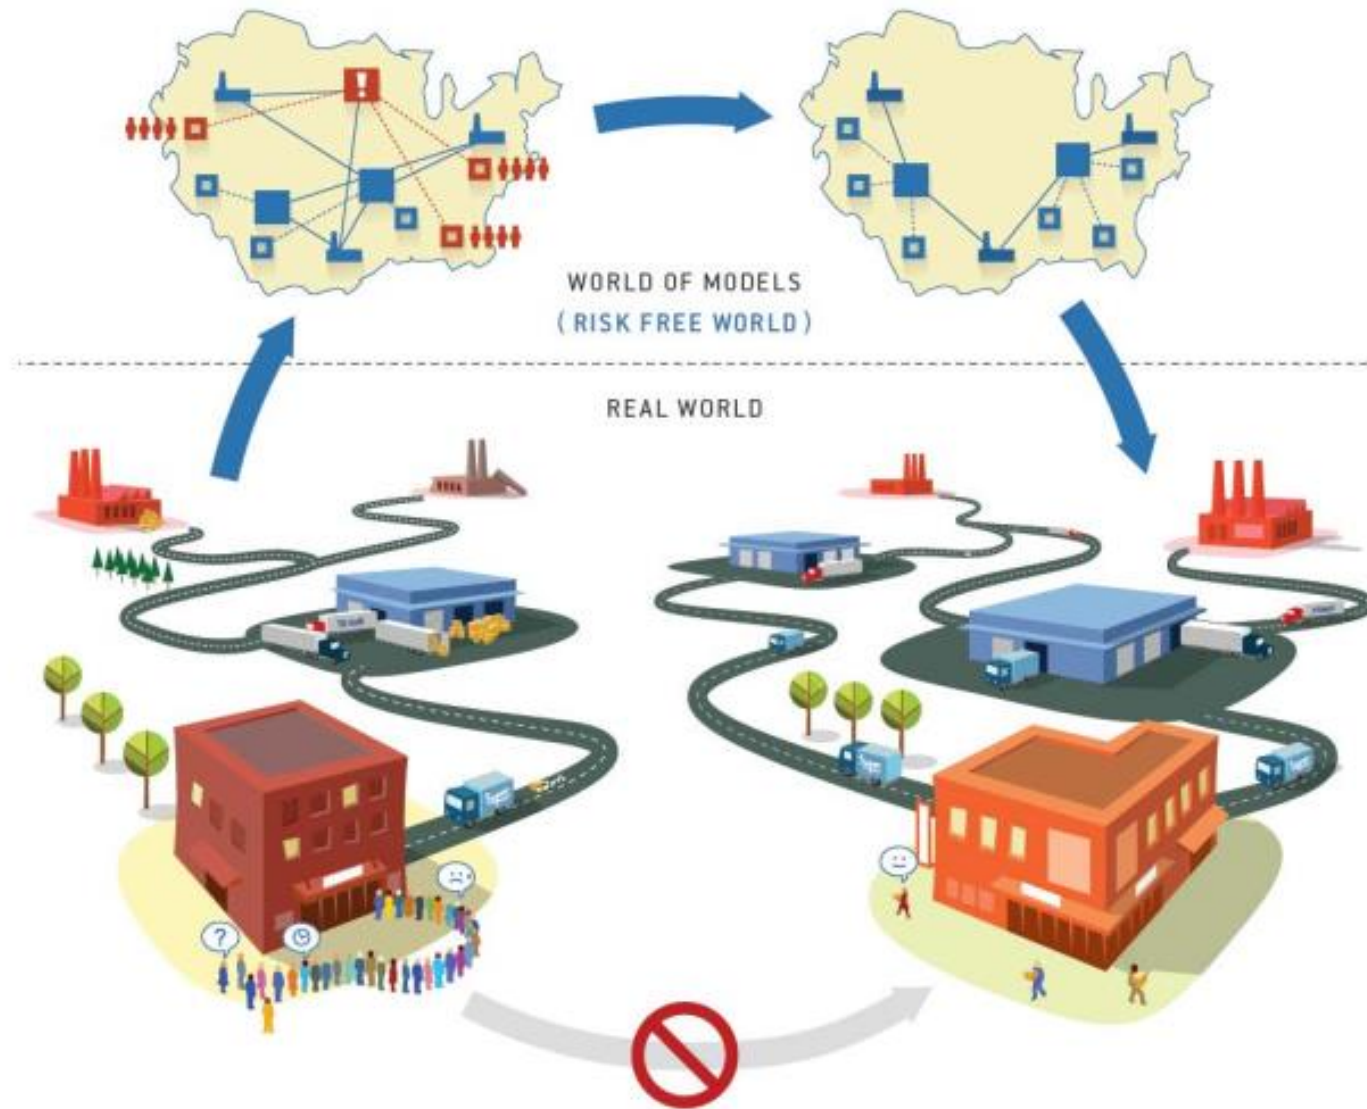 !
WORLD OF MODELS
( RISK FREE WORLD )
REAL WORLD
?